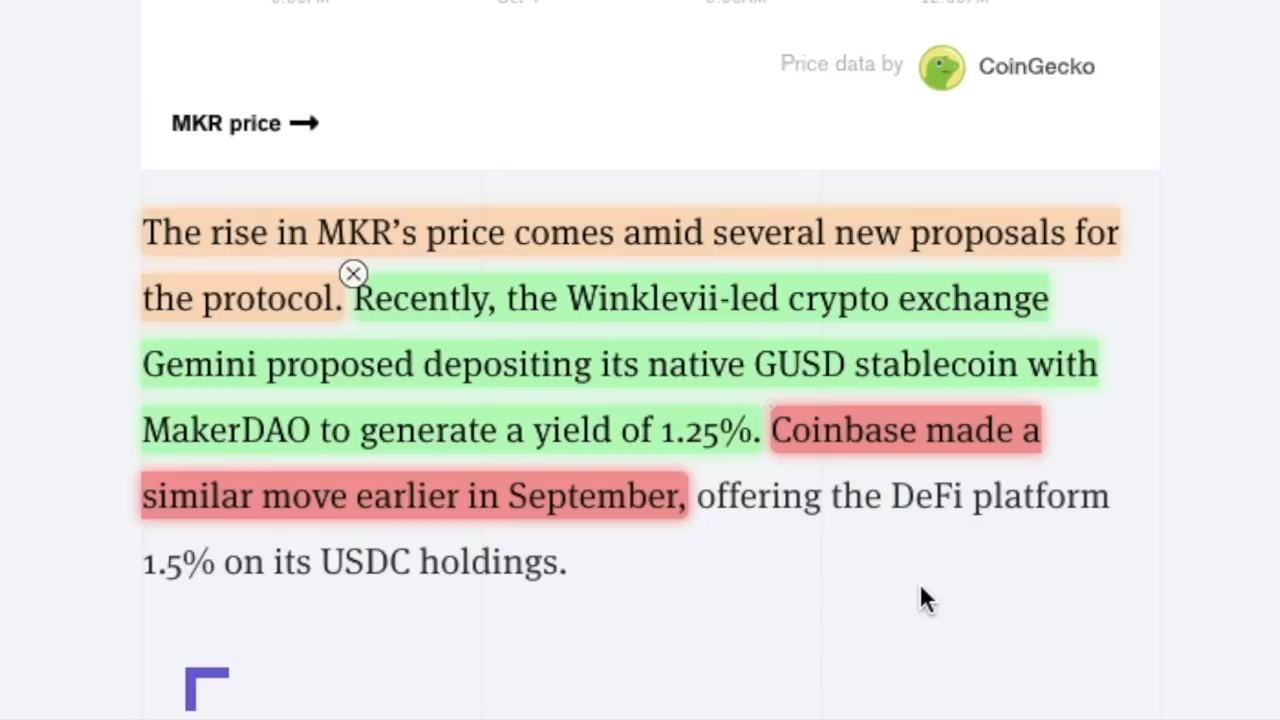 Price data by CoinGecko
MKR price →
The rise in MKR’s price comes amid several new proposals for
the protocol. Recently, the Winklevii-led crypto exchange
Gemini proposed depositing its native GUSD stablecoin with
MakerDAO to generate a yield of 1.25%. Coinbase made a
similar move earlier in September, offering the DeFi platform
1.5% on its USDC holdings.